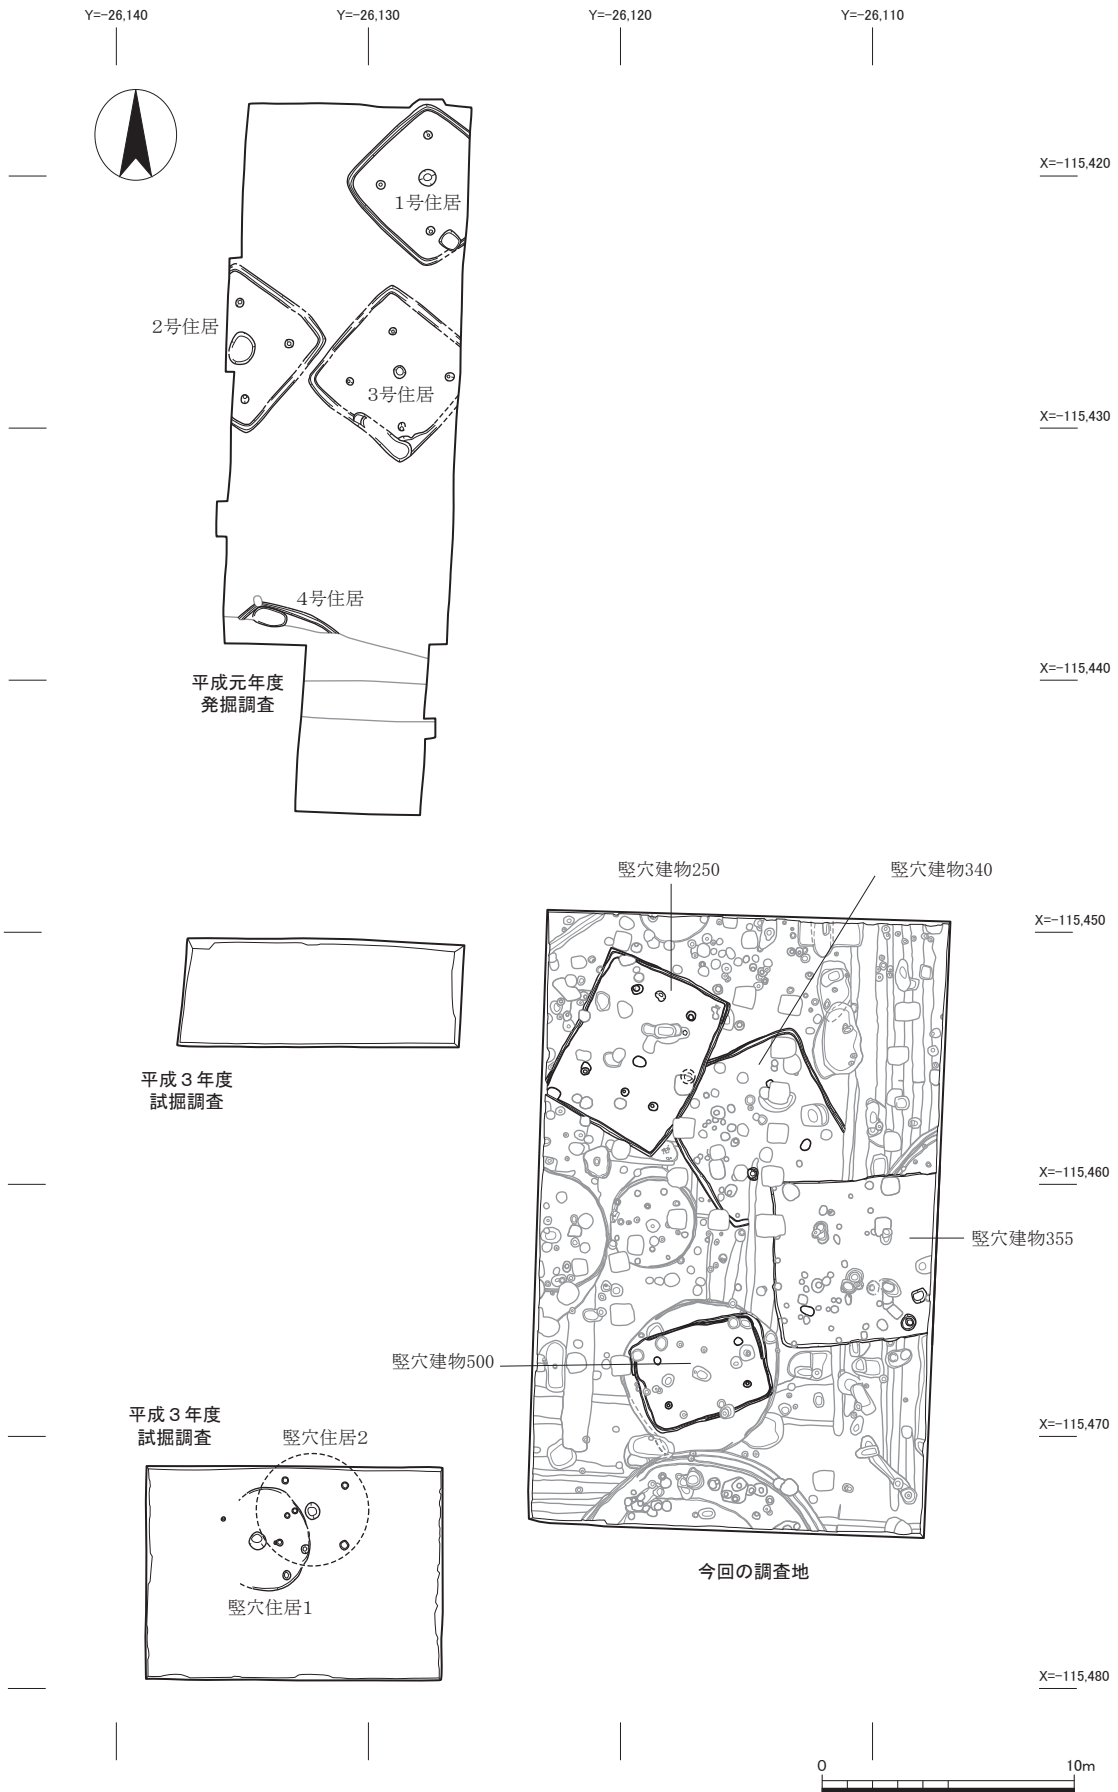 Y=-26,140
Y=-26,130
Y=-26,120
Y=-26,110
X=-115,420
1号住居
2号住居
3号住居
X=-115,430
4号住居
X=-115,440
平成元年度
発掘調査
竪穴建物250
竪穴建物340
X=-115,450
平成３年度
試掘調査
X=-115,460
竪穴建物355
竪穴建物500
平成３年度
試掘調査
竪穴住居2
X=-115,470
今回の調査地
竪穴住居1
X=-115,480
0
10m